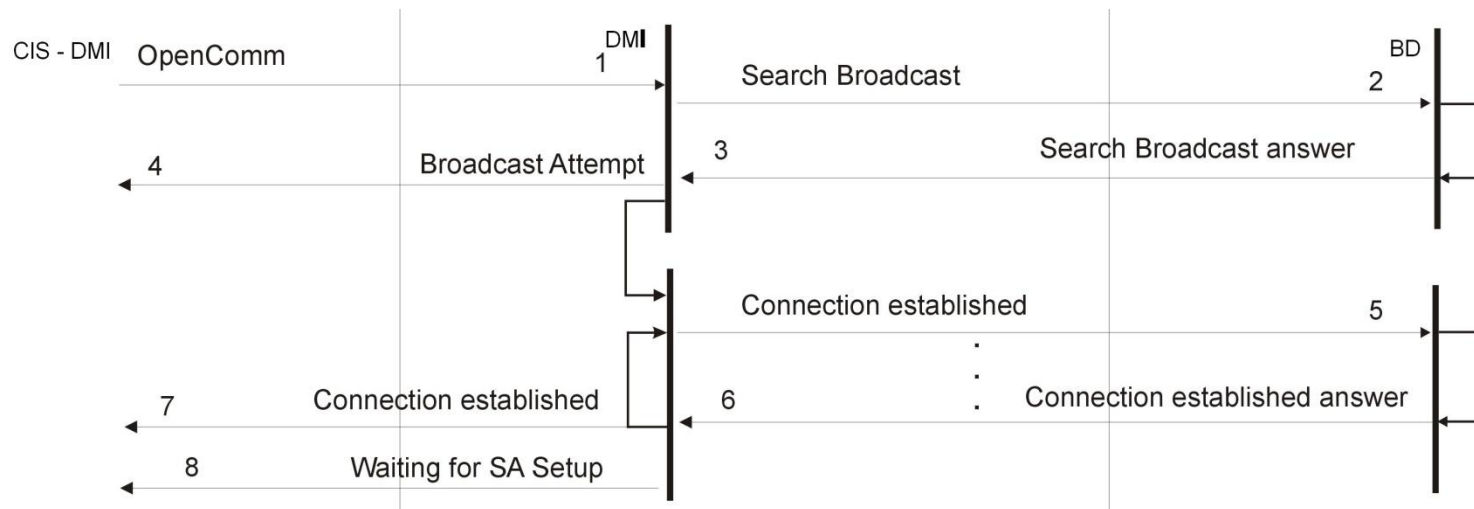 CIS - DMI
OpenComm
DMI
1
Search Broadcast
BD
2
4
Broadcast Attempt
3
Search Broadcast answer
Connection established
5
.
.
.
7
Connection established
6
Connection established answer
8
Waiting for SA Setup